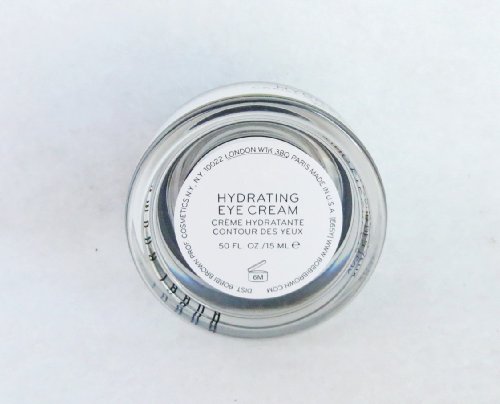 HYDRATING
EYE CREAM
CRÈME HYDRATANTE
CONTOUR DES YEUX
.50 FL. OZ./15 ML e
6M
DIST. BOBBI BROWN PROF. COSMETICS N.Y., N.Y. 10022 LONDON W1K 3BQ PARIS MADE IN U.S.A. WWW.BOBBIBROWN.COM